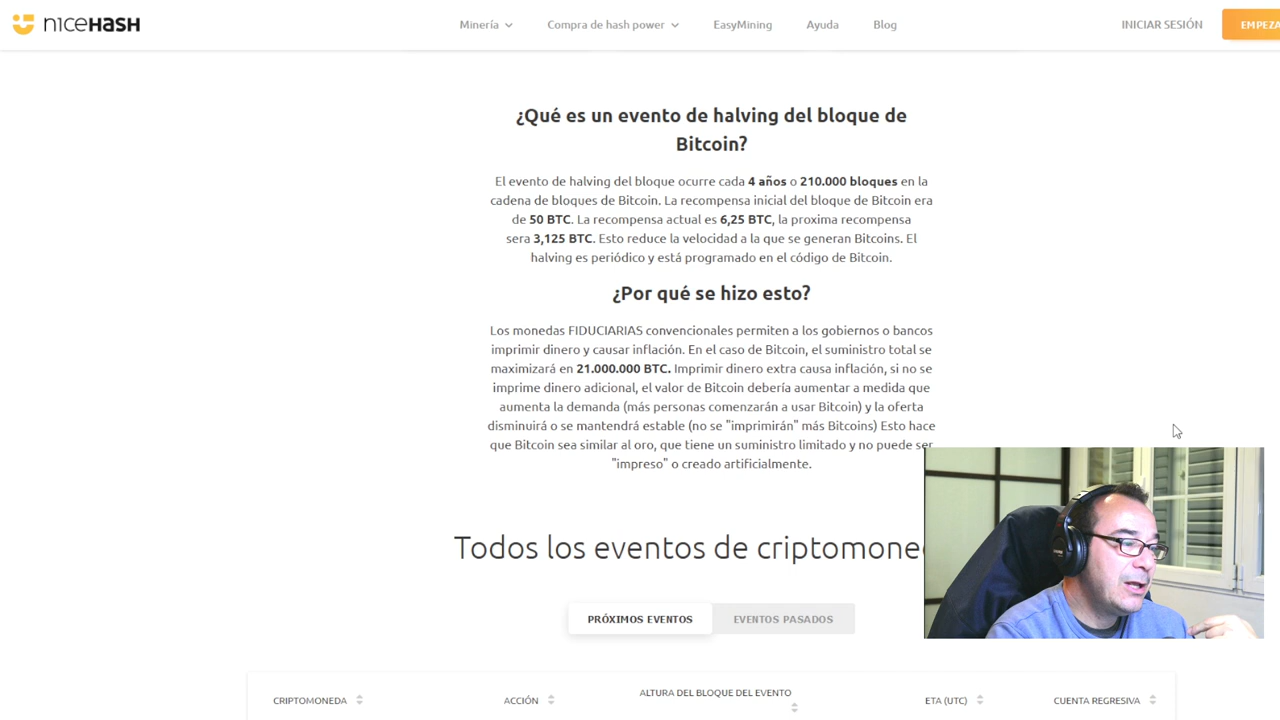 nıceHasH
Minería
Compra de hash power
EasyMining
Ayuda
Blog
INICIAR SESIÓN
EMPEZA
¿Qué es un evento de halving del bloque de
Bitcoin?
El evento de halving del bloque ocurre cada 4 años o 210.000 bloques en la
cadena de bloques de Bitcoin. La recompensa inicial del bloque de Bitcoin era
de 50 BTC. La recompensa actual es 6,25 BTC, la proxima recompensa
sera 3,125 BTC. Esto reduce la velocidad a la que se generan Bitcoins. El
halving es periódico y está programado en el código de Bitcoin.
¿Por qué se hizo esto?
Los monedas FIDUCIARIAS convencionales permiten a los gobiernos o bancos
imprimir dinero y causar inflación. En el caso de Bitcoin, el suministro total se
maximizará en 21.000.000 BTC. Imprimir dinero extra causa inflación, si no se
imprime dinero adicional, el valor de Bitcoin debería aumentar a medida que
aumenta la demanda (más personas comenzarán a usar Bitcoin) y la oferta
disminuirá o se mantendrá estable (no se "imprimirán" más Bitcoins) Esto hace
que Bitcoin sea similar al oro, que tiene un suministro limitado y no puede ser
"impreso" o creado artificialmente.
Todos los eventos de criptomone
PRÓXIMOS EVENTOS
EVENTOS PASADOS
CRIPTOMONEDA
ACCIÓN
ALTURA DEL BLOQUE DEL EVENTO
ETA (UTC)
CUENTA REGRESIVA